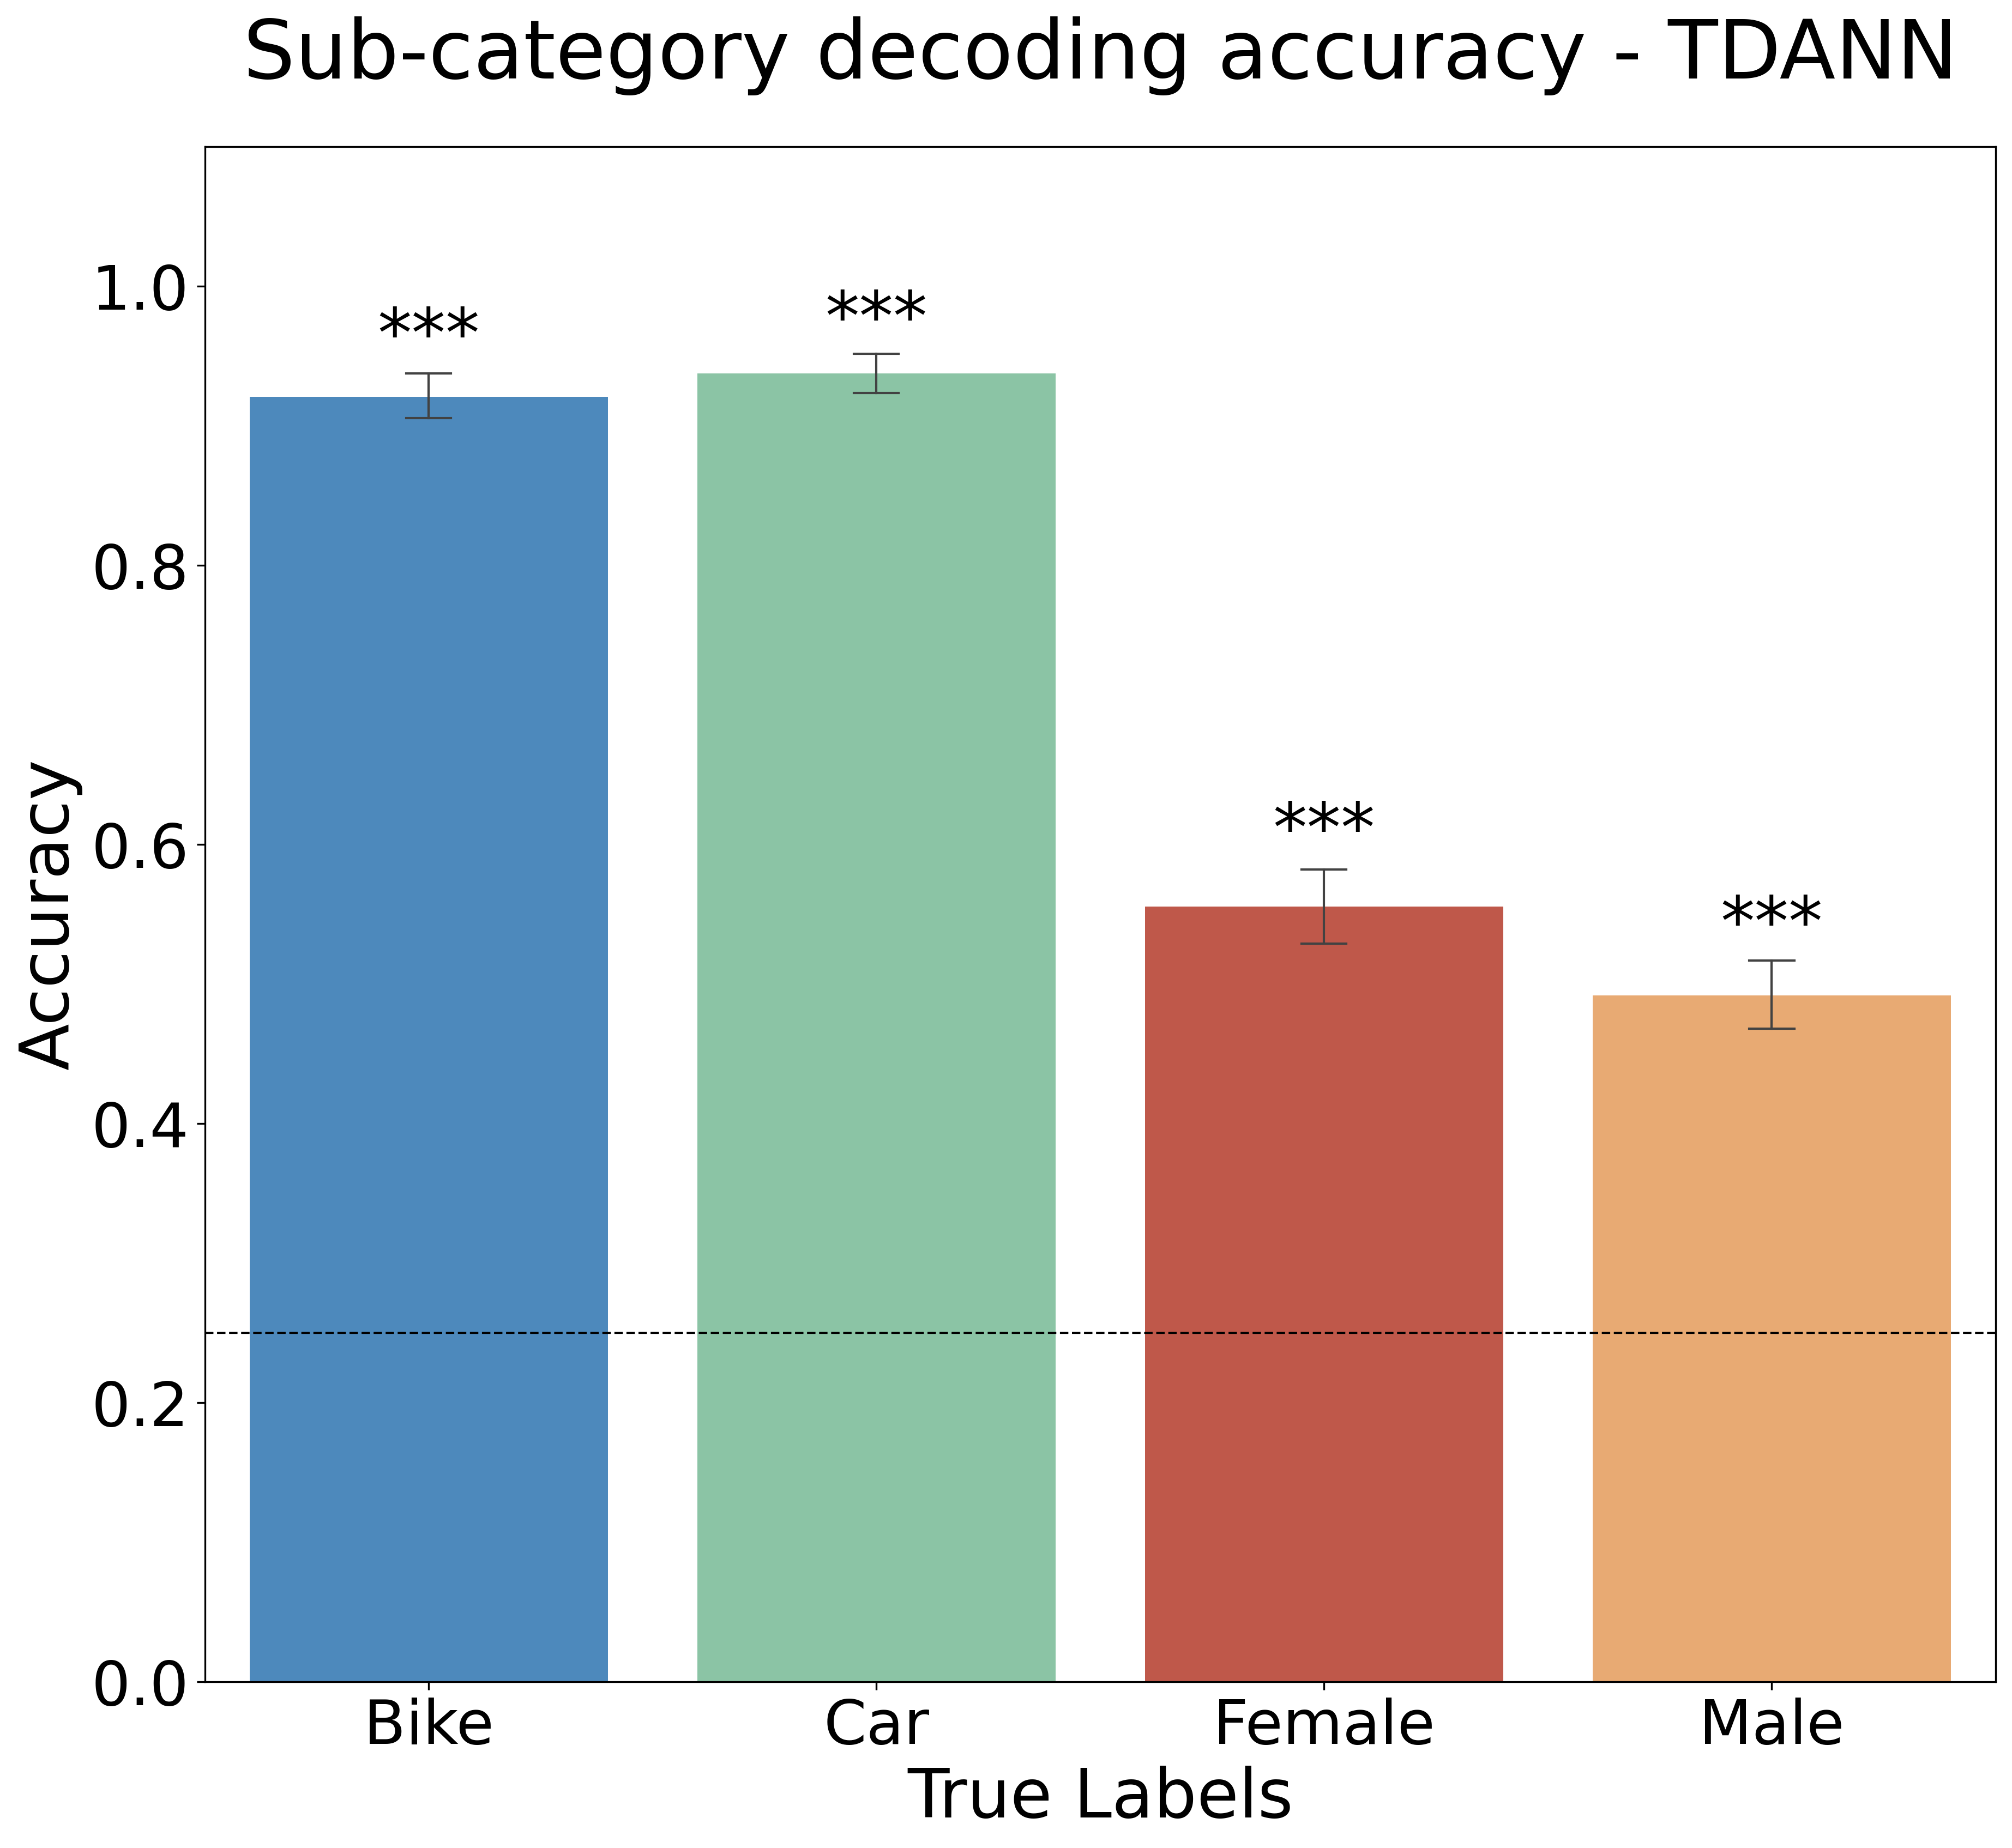 Sub-category decoding accuracy - TDANN
Accuracy
1.0
0.8
0.6
0.4
0.2
0.0
***
***
***
***
Bike
Car
Female
Male
True Labels